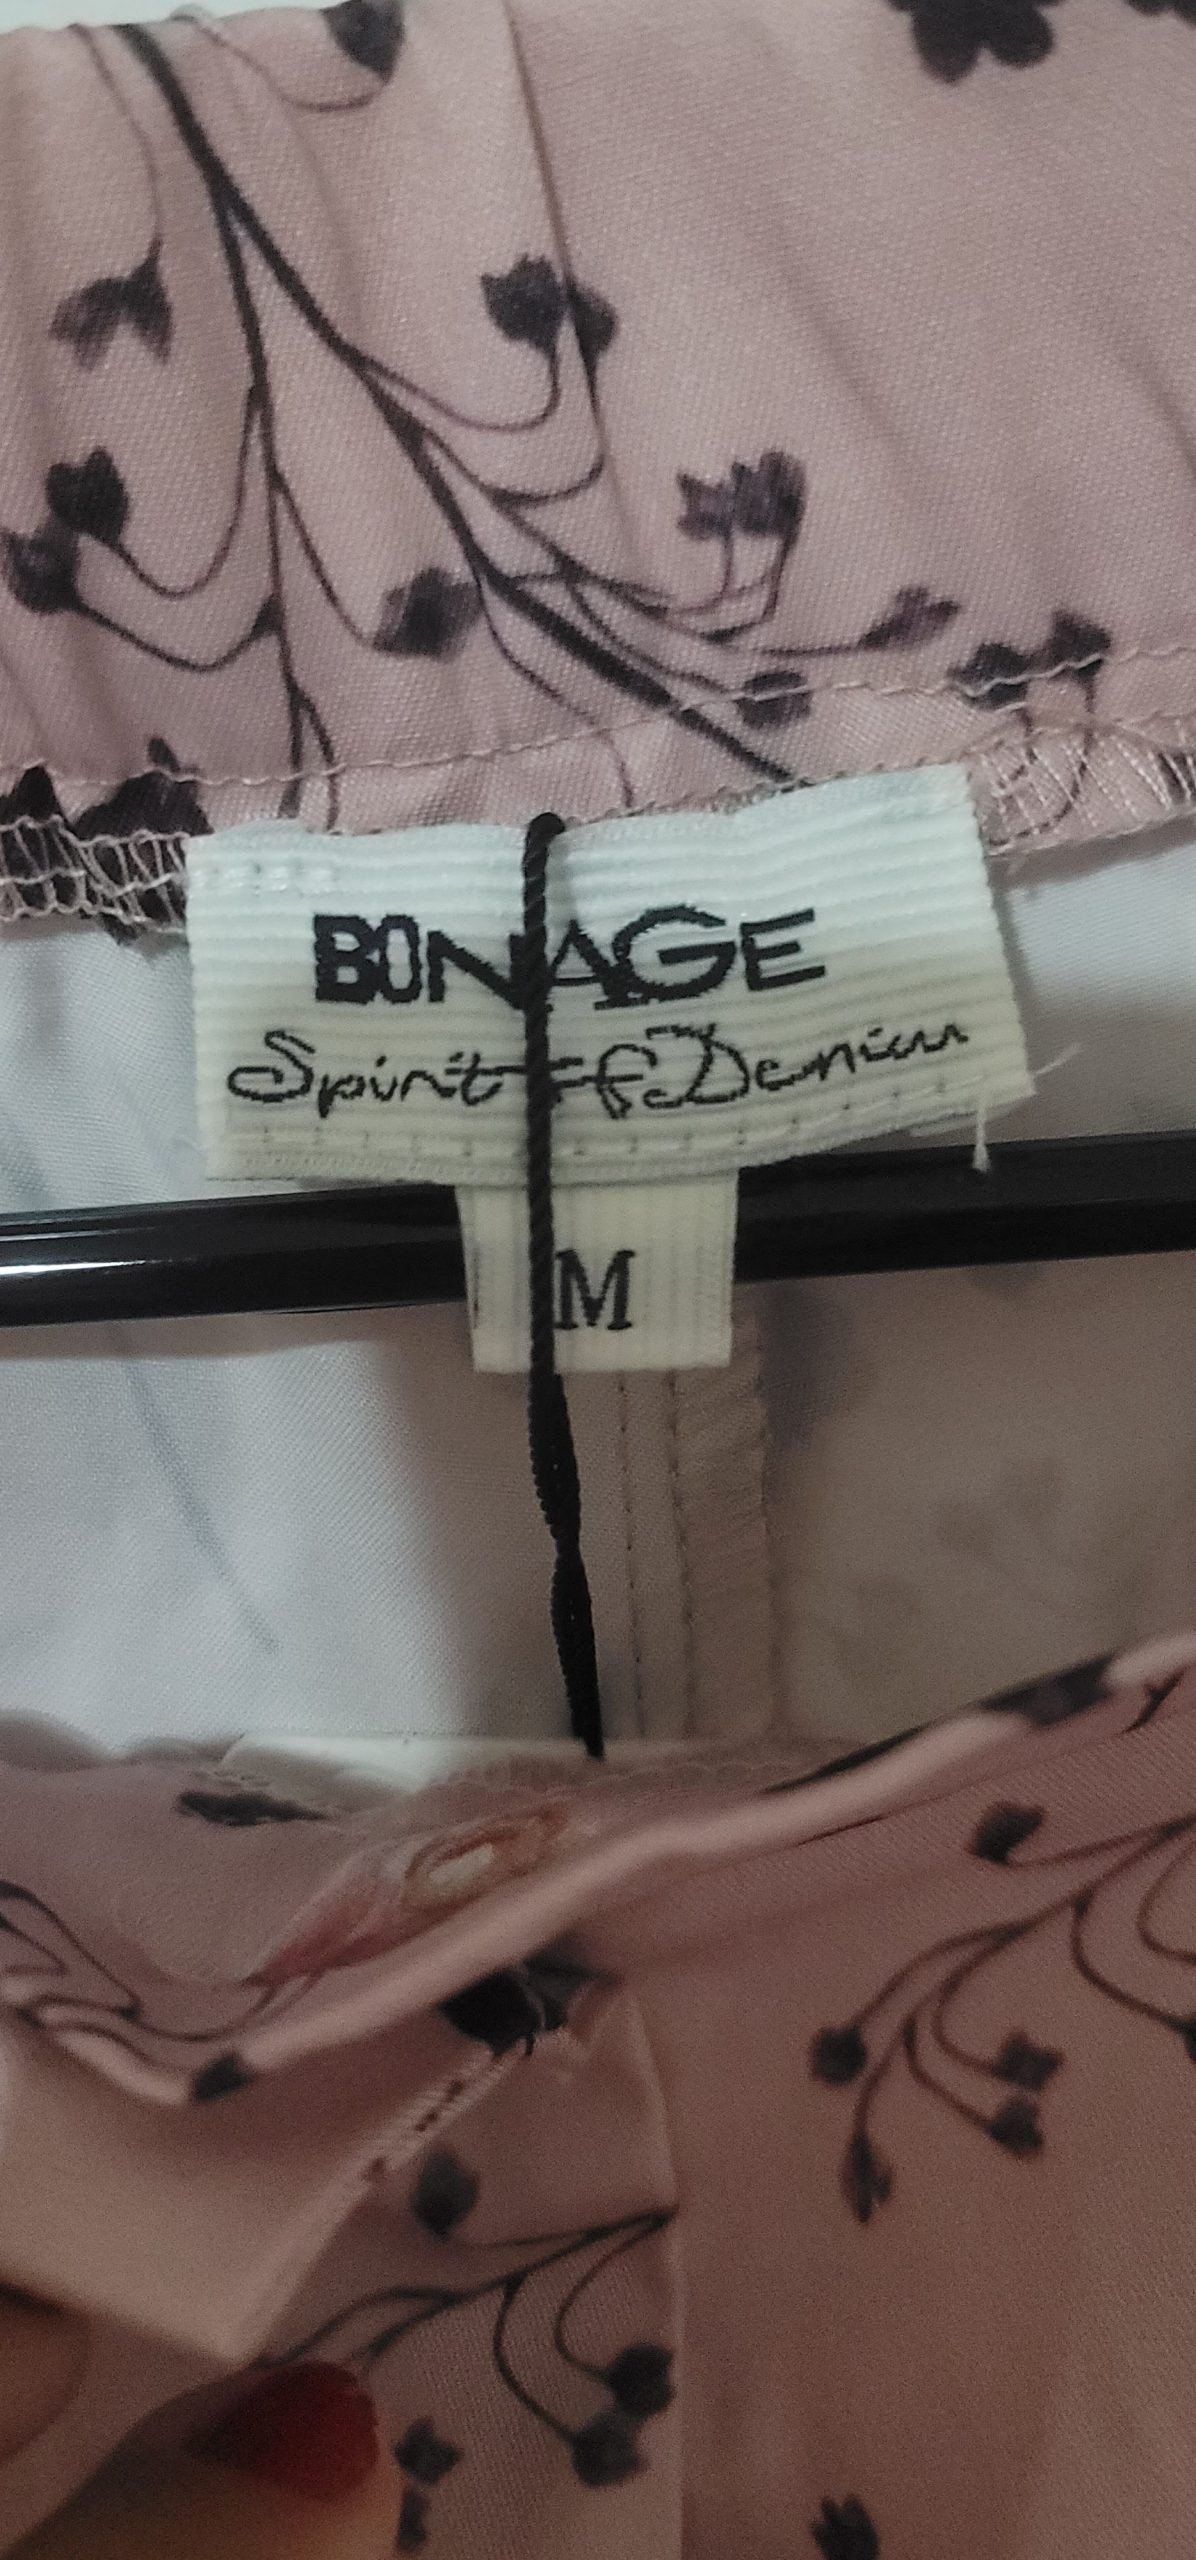 BONAGE
Spirit of Denim
M